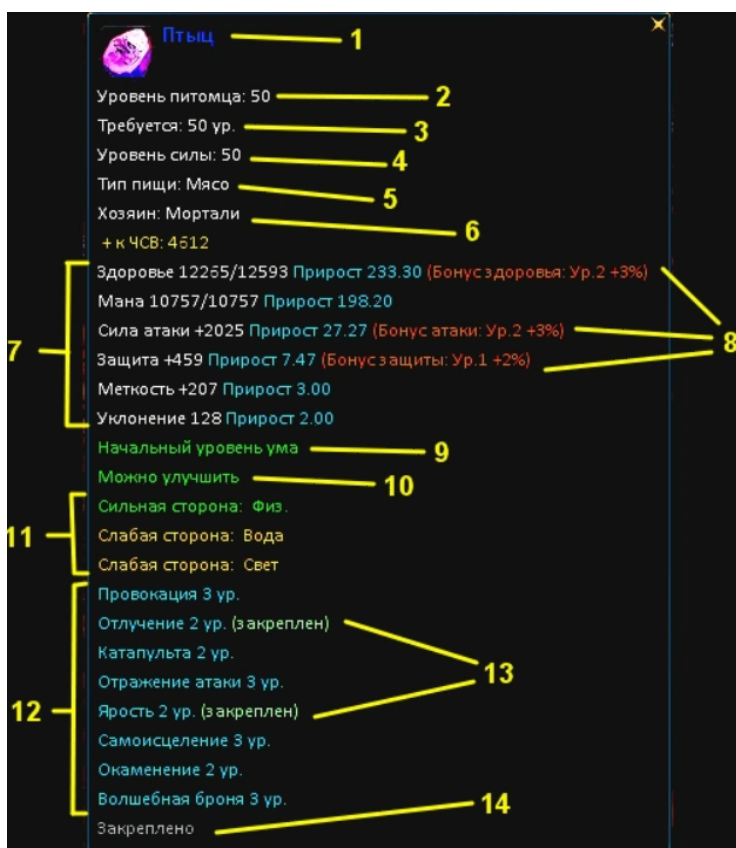 Птыц 1
Уровень питомца: 50 2
Требуется: 50 ур. 3
Уровень силы: 50 4
Тип пищи: Мясо 5
Хозяин: Мортали 6
+ к ЧСВ: 4612
Здоровье 12265/12593 Прирост 233.30 (Бонус здоровья: Ур.2 +3%)
Мана 10757/10757 Прирост 198.20
Сила атаки +2025 Прирост 27.27 (Бонус атаки: Ур.2 +3%) 8
7 Защита +459 Прирост 7.47 (Бонус защиты: Ур.1 +2%)
Меткость +207 Прирост 3.00
Уклонение 128 Прирост 2.00
Начальный уровень ума 9
Можно улучшить 10
Сильная сторона: Физ.
11 Слабая сторона: Вода
Слабая сторона: Свет
Провокация 3 ур.
Отлучение 2 ур. (закреплен)
Катапульта 2 ур. 13
Отражение атаки 3 ур.
12 Ярость 2 ур. (закреплен)
Самоисцеление 3 ур.
Окаменение 2 ур.
Волшебная броня 3 ур. 14
Закреплено